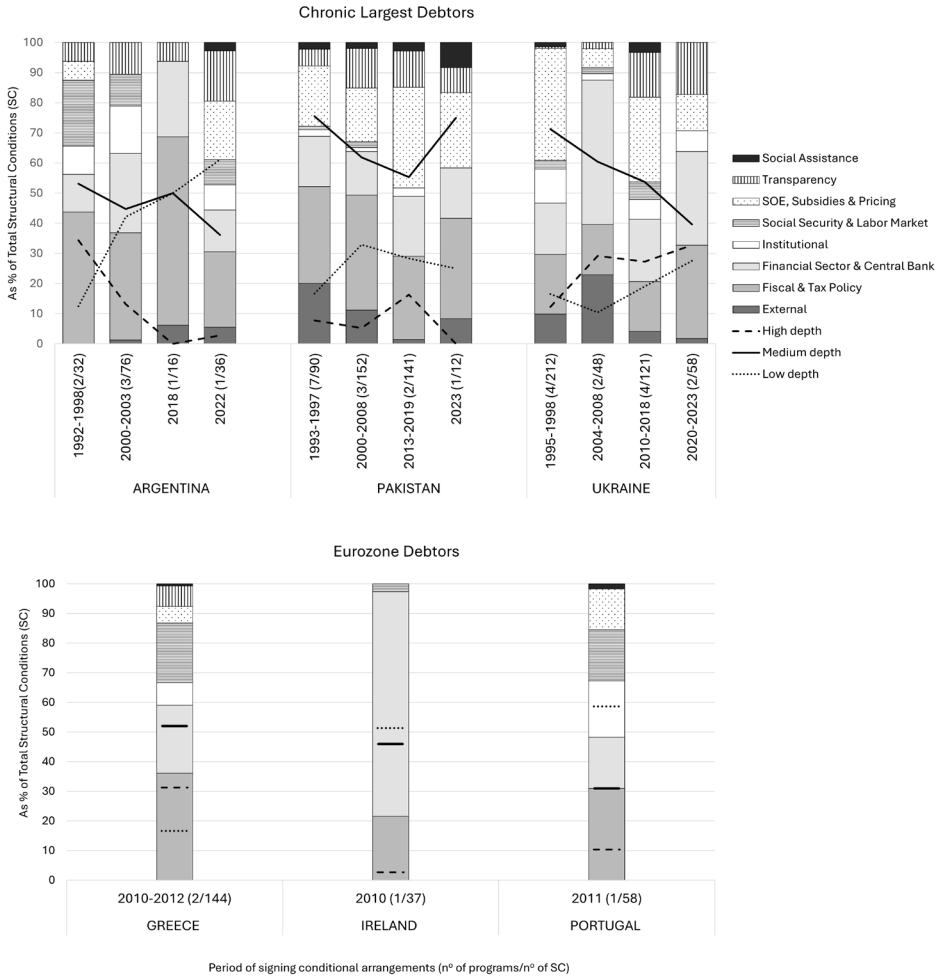 Chronic Largest Debtors
As % of Total Structural Conditions (SC)
100
90
80
70
60
50
40
30
20
10
0
1992-1998(2/32)
2000-2003 (3/76)
2018 (1/16)
2022 (1/36)
1993-1997 (7/90)
2000-2008 (3/152)
2013-2019 (2/141)
2023 (1/12)
1995-1998 (4/212)
2004-2008 (2/48)
2010-2018 (4/121)
2020-2023 (2/58)
ARGENTINA
PAKISTAN
UKRAINE
Social Assistance
Transparency
SOE, Subsidies & Pricing
Social Security & Labor Market
Institutional
Financial Sector & Central Bank
Fiscal & Tax Policy
External
High depth
Medium depth
Low depth
Eurozone Debtors
As % of Total Structural Conditions (SC)
100
90
80
70
60
50
40
30
20
10
0
2010-2012 (2/144)
2010 (1/37)
2011 (1/58)
GREECE
IRELAND
PORTUGAL
Period of signing conditional arrangements (nº of programs/nº of SC)